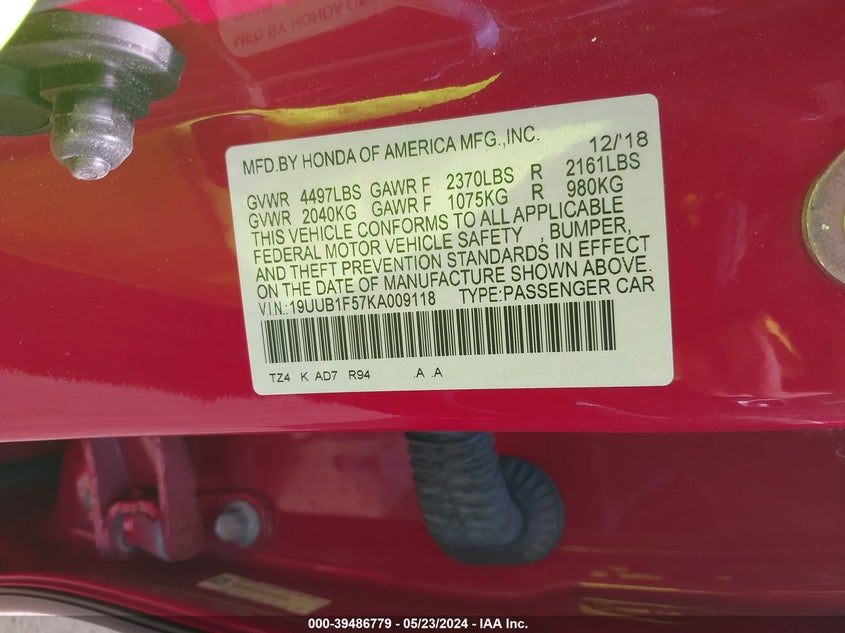 MFD.BY HONDA OF AMERICA MFG.,INC. 12/'18
GVWR 4497LBS GAWR F 2370LBS R 2161LBS
GVWR 2040KG GAWR F 1075KG R 980KG
THIS VEHICLE CONFORMS TO ALL APPLICABLE
FEDERAL MOTOR VEHICLE SAFETY , BUMPER,
AND THEFT PREVENTION STANDARDS IN EFFECT
ON THE DATE OF MANUFACTURE SHOWN ABOVE.
V.I.N.:19UUB1F57KA009118 TYPE:PASSENGER CAR
TZ4 K AD7 R94 .A .A
000-39486779 - 05/23/2024 - IAA Inc.